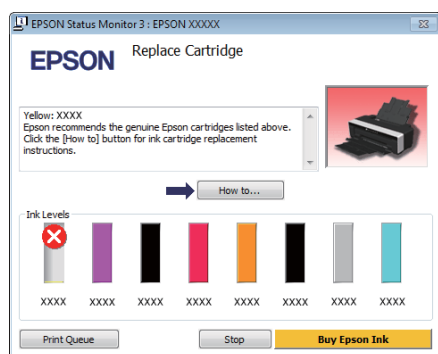 EPSON Status Monitor 3 : EPSON XXXXX
EPSON
Replace Cartridge
Yellow: XXXX
Epson recommends the genuine Epson cartridges listed above.
Click the [How to] button for ink cartridge replacement
instructions.
How to...
Ink Levels
XXXX XXXX XXXX XXXX XXXX XXXX XXXX XXXX
Print Queue Stop Buy Epson Ink